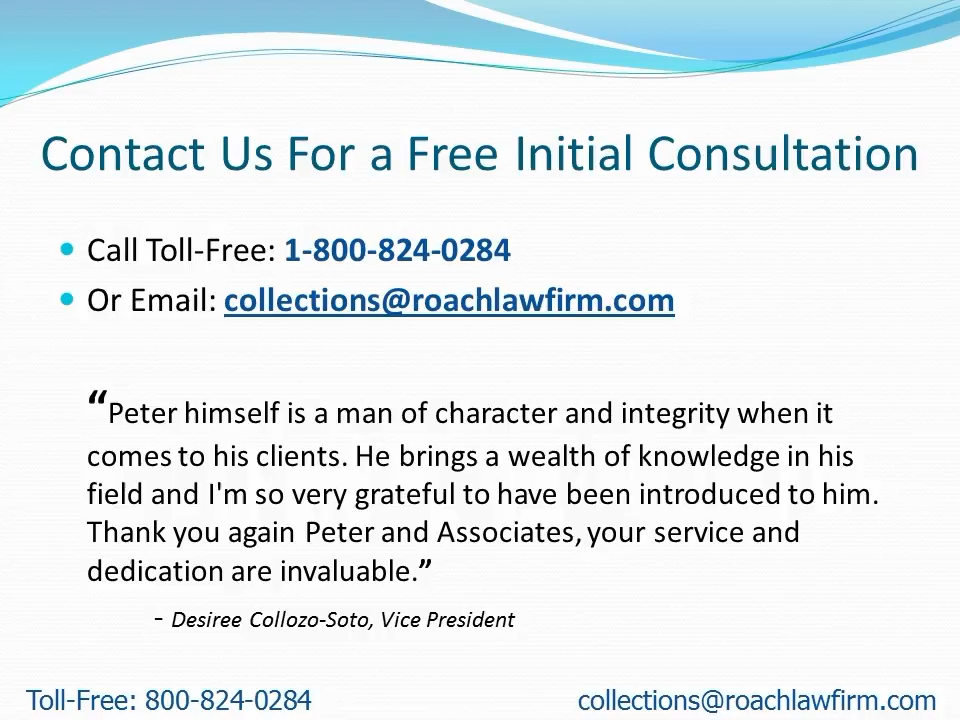 Contact Us For a Free Initial Consultation
• Call Toll-Free: 1-800-824-0284
• Or Email: collections@roachlawfirm.com
“Peter himself is a man of character and integrity when it
comes to his clients. He brings a wealth of knowledge in his
field and I'm so very grateful to have been introduced to him.
Thank you again Peter and Associates, your service and
dedication are invaluable.”
- Desiree Collozo-Soto, Vice President
Toll-Free: 800-824-0284
collections@roachlawfirm.com